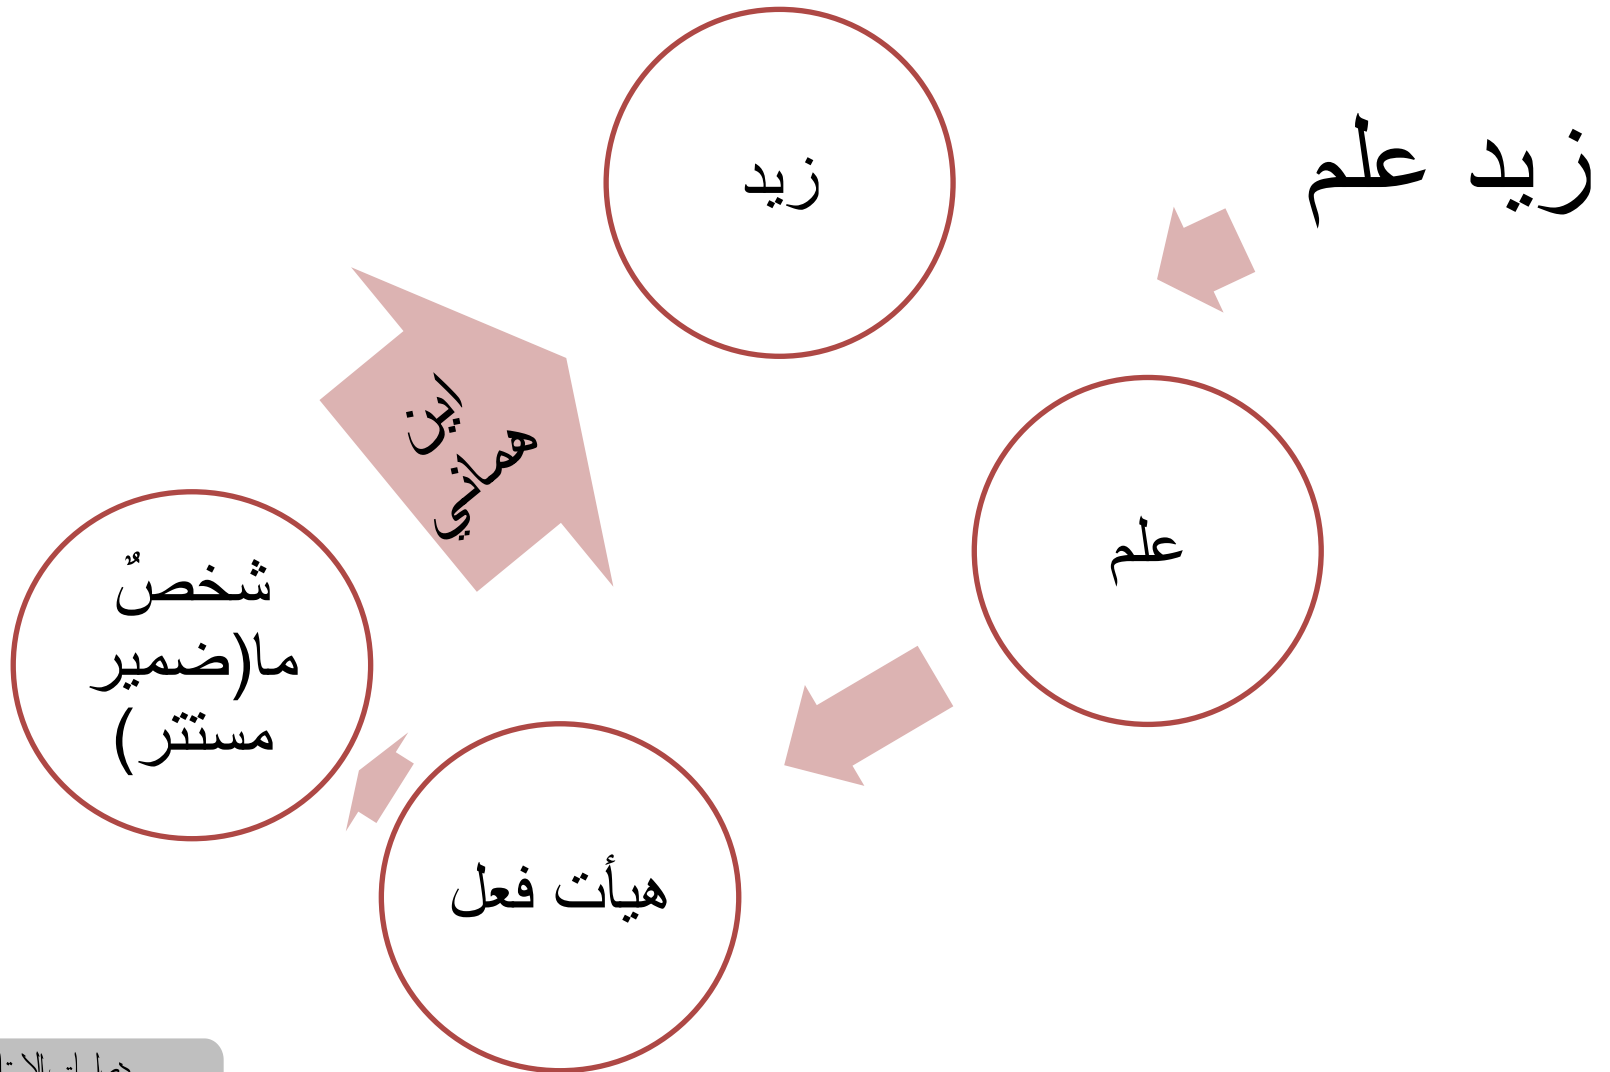 زيد علم
زيد
علم
هيأت فعل
شخصٌ
ما(ضمير
مستتر)
اين
هماني